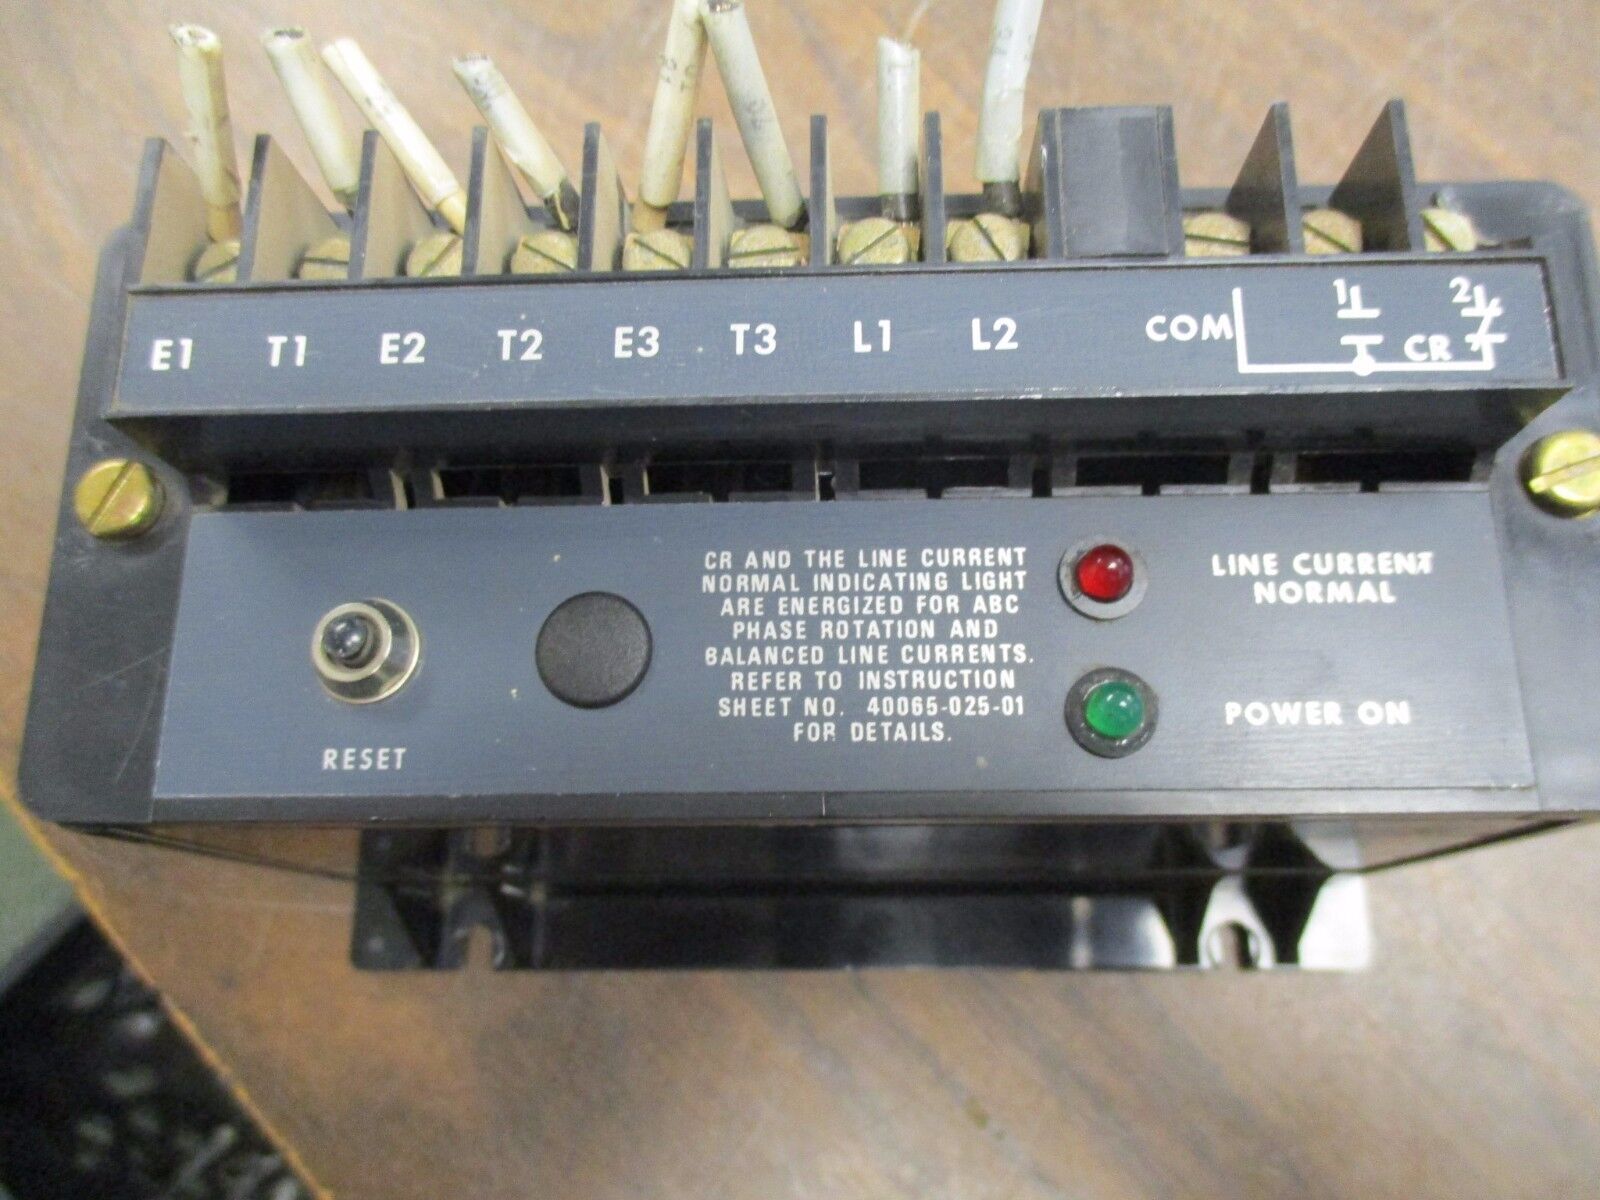 E1 T1 E2 T2 E3 T3 L1 L2 COM 1 CR 2
CR AND THE LINE CURRENT
NORMAL INDICATING LIGHT
ARE ENERGIZED FOR ABC
PHASE ROTATION AND
BALANCED LINE CURRENTS.
REFER TO INSTRUCTION
SHEET NO. 40065-025-01
FOR DETAILS.
LINE CURRENT
NORMAL
POWER ON
RESET